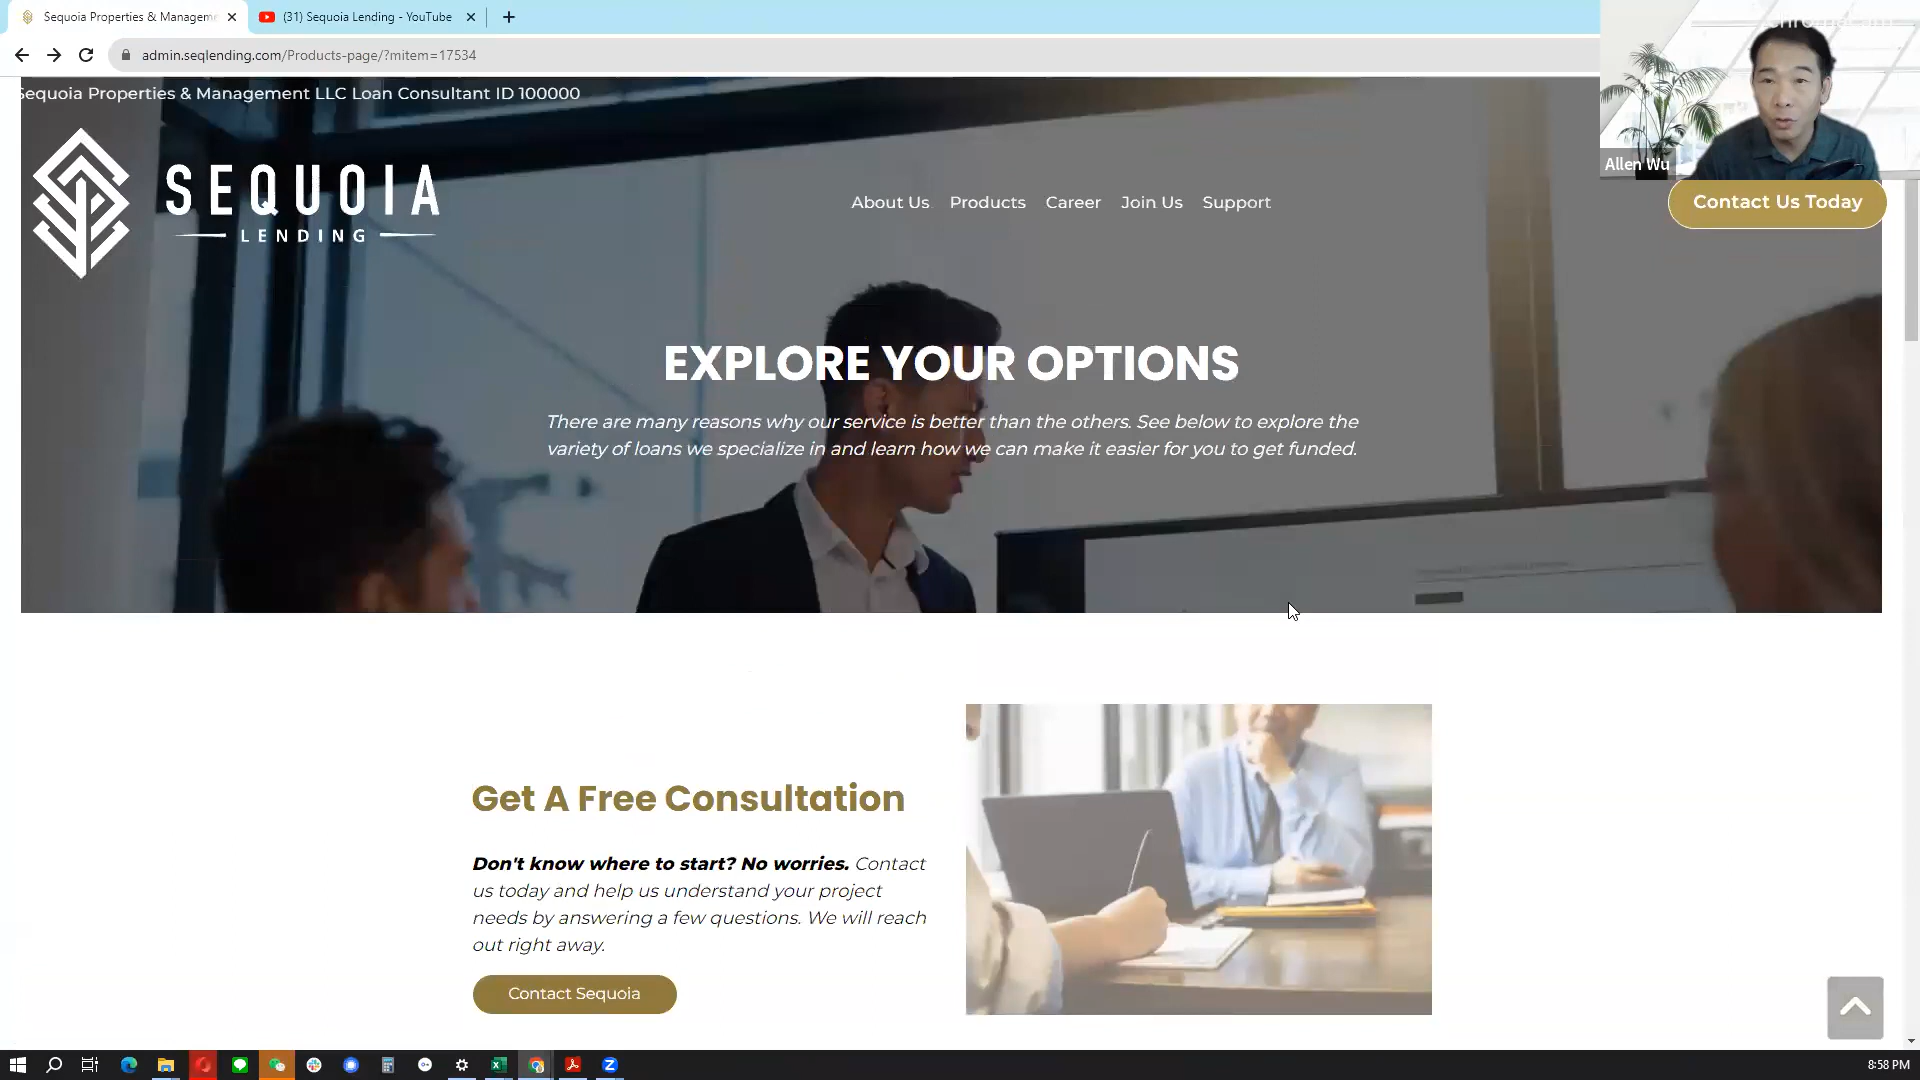 Sequoia Properties & Managem
(31) Sequoia Lending - YouTube
admin.seqlending.com/Products-page/?mitem=17534
Sequoia Properties & Management LLC Loan Consultant ID 100000
Allen Wu
SEQUOIA
LENDING
About Us
Products
Career
Join Us
Support
Contact Us Today
EXPLORE YOUR OPTIONS
There are many reasons why our service is better than the others. See below to explore the
variety of loans we specialize in and learn how we can make it easier for you to get funded.
Get A Free Consultation
Don't know where to start? No worries. Contact
us today and help us understand your project
needs by answering a few questions. We will reach
out right away.
Contact Sequoia
8:58 PM